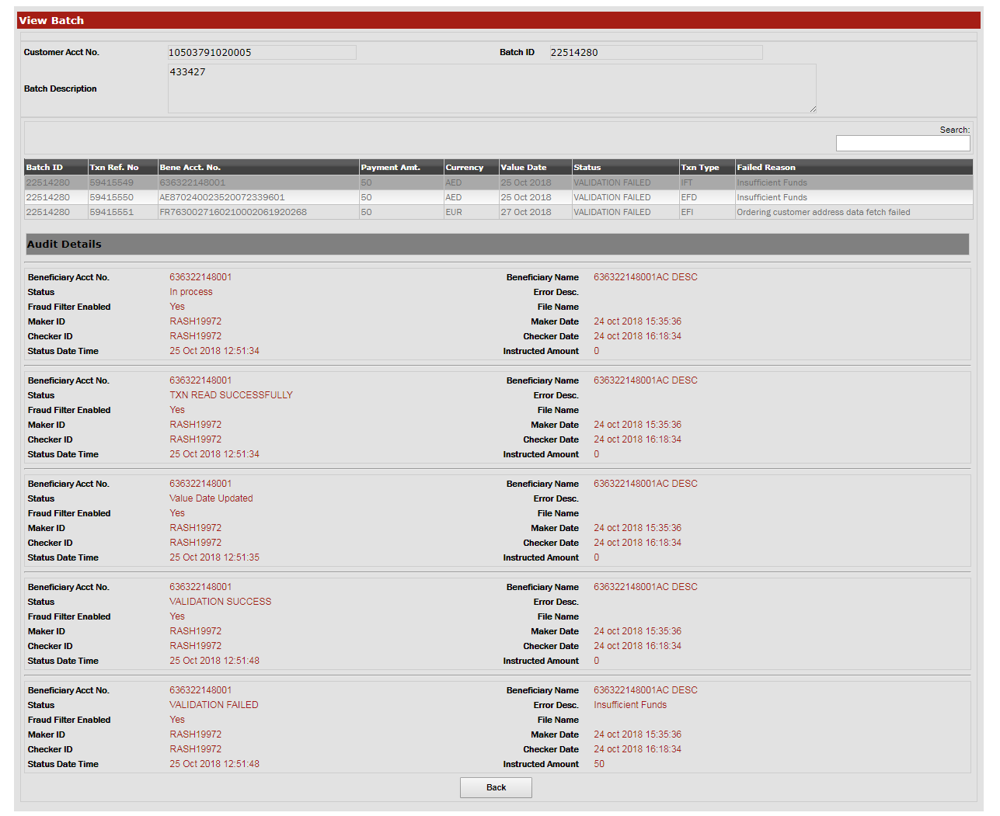 View Batch
Customer Acct No. 10503791020005 Batch ID 22514280
433427
Batch Description
Search:
Batch ID Txn Ref. No Bene Acct. No. Payment Amt. Currency Value Date Status Txn Type Failed Reason
22514280 59415549 636322148001 50 AED 25 Oct 2018 VALIDATION FAILED IFT Insufficient Funds
22514280 59415550 AE870240023520072339601 50 AED 25 Oct 2018 VALIDATION FAILED EFD Insufficient Funds
22514280 59415551 FR7630027160210002061920268 50 EUR 27 Oct 2018 VALIDATION FAILED EFI Ordering customer address data fetch failed
Audit Details
Beneficiary Acct No. 636322148001 Beneficiary Name 636322148001AC DESC
Status In process Error Desc.
Fraud Filter Enabled Yes File Name
Maker ID RASH19972 Maker Date 24 oct 2018 15:35:36
Checker ID RASH19972 Checker Date 24 oct 2018 16:18:34
Status Date Time 25 Oct 2018 12:51:34 Instructed Amount 0
Beneficiary Acct No. 636322148001 Beneficiary Name 636322148001AC DESC
Status TXN READ SUCCESSFULLY Error Desc.
Fraud Filter Enabled Yes File Name
Maker ID RASH19972 Maker Date 24 oct 2018 15:35:36
Checker ID RASH19972 Checker Date 24 oct 2018 16:18:34
Status Date Time 25 Oct 2018 12:51:34 Instructed Amount 0
Beneficiary Acct No. 636322148001 Beneficiary Name 636322148001AC DESC
Status Value Date Updated Error Desc.
Fraud Filter Enabled Yes File Name
Maker ID RASH19972 Maker Date 24 oct 2018 15:35:36
Checker ID RASH19972 Checker Date 24 oct 2018 16:18:34
Status Date Time 25 Oct 2018 12:51:35 Instructed Amount 0
Beneficiary Acct No. 636322148001 Beneficiary Name 636322148001AC DESC
Status VALIDATION SUCCESS Error Desc.
Fraud Filter Enabled Yes File Name
Maker ID RASH19972 Maker Date 24 oct 2018 15:35:36
Checker ID RASH19972 Checker Date 24 oct 2018 16:18:34
Status Date Time 25 Oct 2018 12:51:48 Instructed Amount 0
Beneficiary Acct No. 636322148001 Beneficiary Name 636322148001AC DESC
Status VALIDATION FAILED Error Desc. Insufficient Funds
Fraud Filter Enabled Yes File Name
Maker ID RASH19972 Maker Date 24 oct 2018 15:35:36
Checker ID RASH19972 Checker Date 24 oct 2018 16:18:34
Status Date Time 25 Oct 2018 12:51:48 Instructed Amount 50
Back